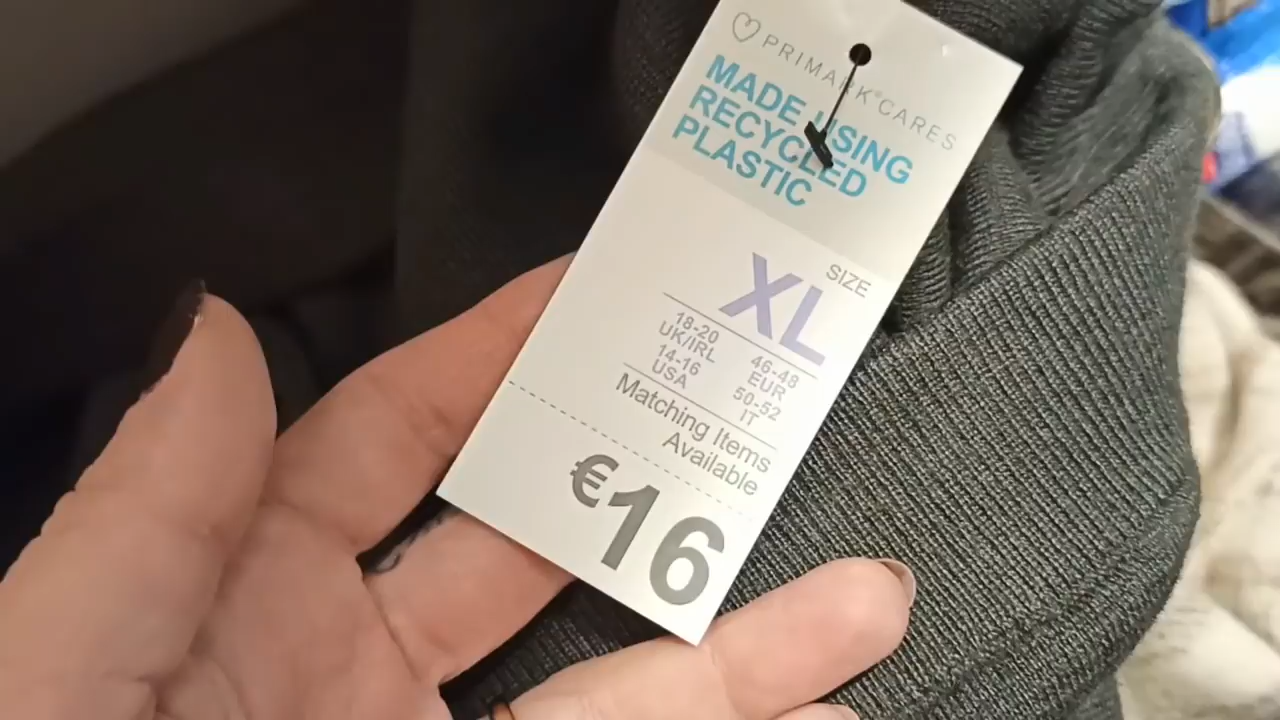 PRIMARK®CARES
MADE USING
RECYCLED
PLASTIC
SIZE
XL
18-20
UK/IRL
14-16
USA
46-48
EUR
50-52
IT
Matching Items
Available
€16